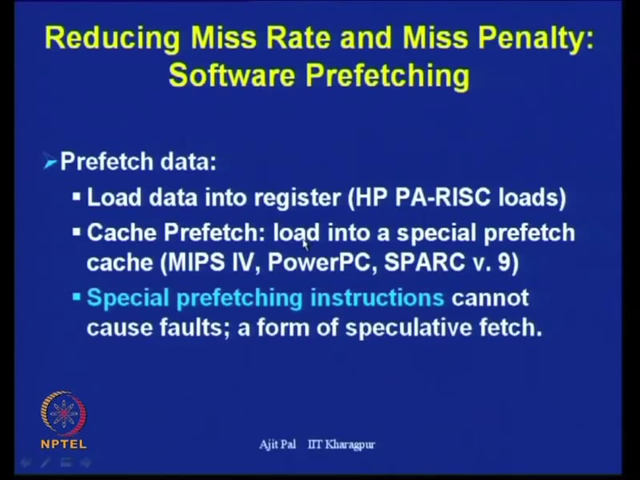 Reducing Miss Rate and Miss Penalty:
Software Prefetching
Prefetch data:
Load data into register (HP PA-RISC loads)
Cache Prefetch: load into a special prefetch
cache (MIPS IV, PowerPC, SPARC v. 9)
Special prefetching instructions cannot
cause faults; a form of speculative fetch.
NPTEL
Ajit Pal IIT Kharagpur